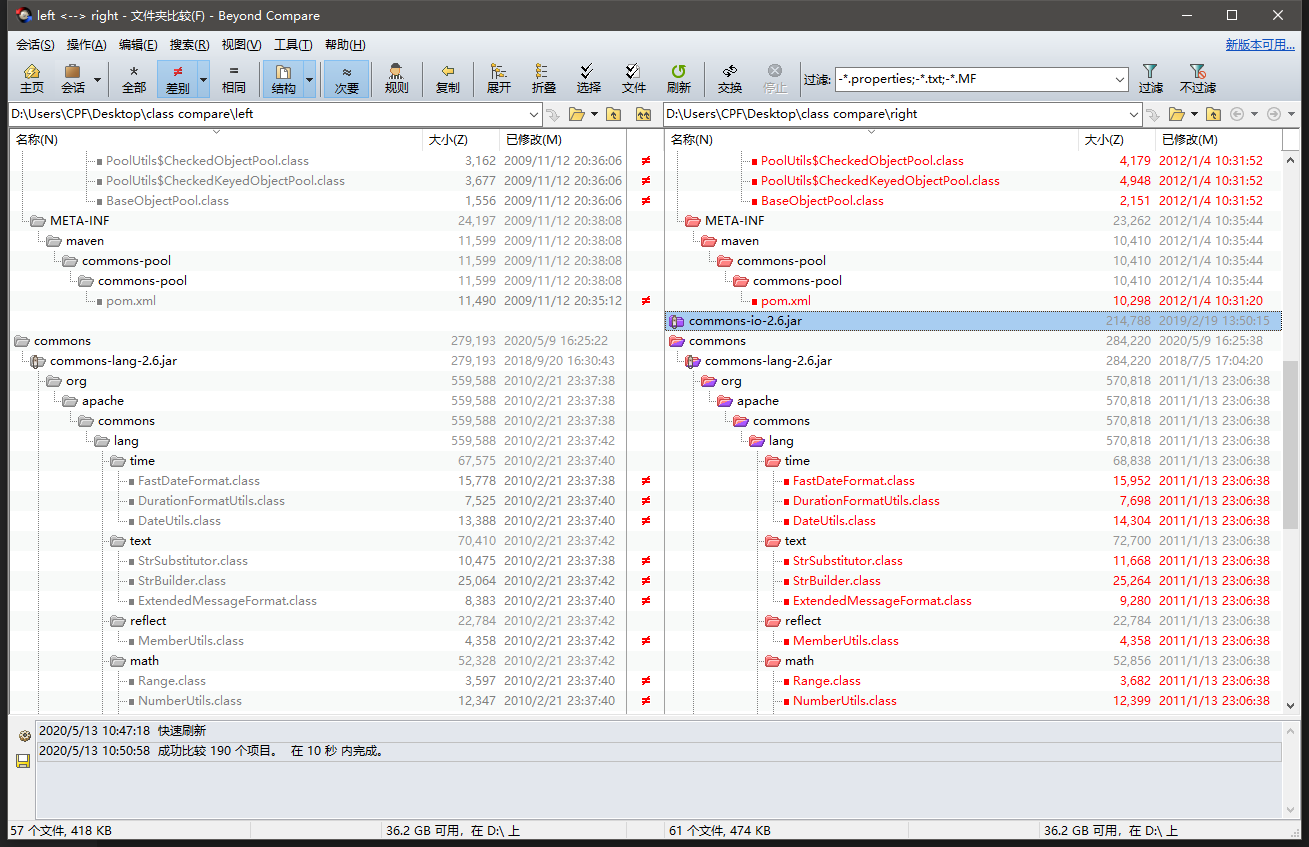 left <--> right - 文件夹比较(F) - Beyond Compare
会话(S) 操作(A) 编辑(E) 搜索(R) 视图(V) 工具(T) 帮助(H) 新版本可用...
主页 会话 * 全部 ≠ 差别 = 相同 结构 ≈ 次要 规则 复制 展开 折叠 选择 文件 刷新 交换 停止 过滤: -*.properties;-*.txt;-*.MF 过滤 不过滤
D:\Users\CPF\Desktop\class compare\left D:\Users\CPF\Desktop\class compare\right
名称(N) 大小(Z) 已修改(M) 名称(N) 大小(Z) 已修改(M)
PoolUtils$CheckedObjectPool.class 3,162 2009/11/12 20:36:06 ≠ PoolUtils$CheckedObjectPool.class 4,179 2012/1/4 10:31:52
PoolUtils$CheckedKeyedObjectPool.class 3,677 2009/11/12 20:36:06 ≠ PoolUtils$CheckedKeyedObjectPool.class 4,948 2012/1/4 10:31:52
BaseObjectPool.class 1,556 2009/11/12 20:36:06 ≠ BaseObjectPool.class 2,151 2012/1/4 10:31:52
META-INF 24,197 2009/11/12 20:38:08 META-INF 23,262 2012/1/4 10:35:44
maven 11,599 2009/11/12 20:38:08 maven 10,410 2012/1/4 10:35:44
commons-pool 11,599 2009/11/12 20:38:08 commons-pool 10,410 2012/1/4 10:35:44
commons-pool 11,599 2009/11/12 20:38:08 commons-pool 10,410 2012/1/4 10:35:44
pom.xml 11,490 2009/11/12 20:35:12 ≠ pom.xml 10,298 2012/1/4 10:31:20
commons-io-2.6.jar 214,788 2019/2/19 13:50:15
commons 279,193 2020/5/9 16:25:22 commons 284,220 2020/5/9 16:25:38
commons-lang-2.6.jar 279,193 2018/9/20 16:30:43 commons-lang-2.6.jar 284,220 2018/7/5 17:04:20
org 559,588 2010/2/21 23:37:38 org 570,818 2011/1/13 23:06:38
apache 559,588 2010/2/21 23:37:38 apache 570,818 2011/1/13 23:06:38
commons 559,588 2010/2/21 23:37:38 commons 570,818 2011/1/13 23:06:38
lang 559,588 2010/2/21 23:37:42 lang 570,818 2011/1/13 23:06:38
time 67,575 2010/2/21 23:37:40 time 68,838 2011/1/13 23:06:38
FastDateFormat.class 15,778 2010/2/21 23:37:38 ≠ FastDateFormat.class 15,952 2011/1/13 23:06:38
DurationFormatUtils.class 7,525 2010/2/21 23:37:40 ≠ DurationFormatUtils.class 7,698 2011/1/13 23:06:38
DateUtils.class 13,388 2010/2/21 23:37:40 ≠ DateUtils.class 14,304 2011/1/13 23:06:38
text 70,410 2010/2/21 23:37:42 text 72,700 2011/1/13 23:06:38
StrSubstitutor.class 10,475 2010/2/21 23:37:38 ≠ StrSubstitutor.class 11,668 2011/1/13 23:06:38
StrBuilder.class 25,064 2010/2/21 23:37:42 ≠ StrBuilder.class 25,264 2011/1/13 23:06:38
ExtendedMessageFormat.class 8,383 2010/2/21 23:37:40 ≠ ExtendedMessageFormat.class 9,280 2011/1/13 23:06:38
reflect 22,784 2010/2/21 23:37:42 reflect 22,784 2011/1/13 23:06:38
MemberUtils.class 4,358 2010/2/21 23:37:42 ≠ MemberUtils.class 4,358 2011/1/13 23:06:38
math 52,328 2010/2/21 23:37:42 math 52,856 2011/1/13 23:06:38
Range.class 3,597 2010/2/21 23:37:40 ≠ Range.class 3,682 2011/1/13 23:06:38
NumberUtils.class 12,347 2010/2/21 23:37:40 ≠ NumberUtils.class 12,399 2011/1/13 23:06:38
2020/5/13 10:47:18 快速刷新
2020/5/13 10:50:58 成功比较 190 个项目。 在 10 秒 内完成。
57 个文件, 418 KB 36.2 GB 可用，在 D:\ 上 61 个文件, 474 KB 36.2 GB 可用，在 D:\ 上